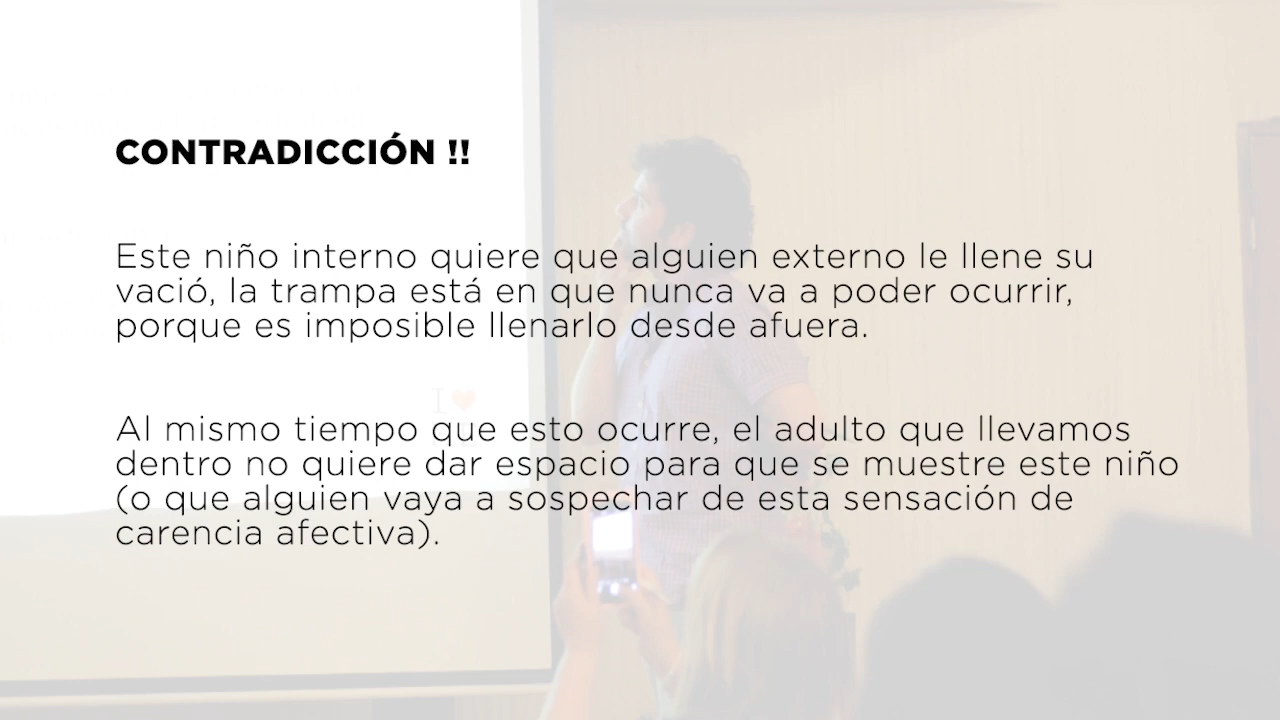 CONTRADICCIÓN !!
Este niño interno quiere que alguien externo le llene su
vació, la trampa está en que nunca va a poder ocurrir,
porque es imposible llenarlo desde afuera.
I
Al mismo tiempo que esto ocurre, el adulto que llevamos
dentro no quiere dar espacio para que se muestre este niño
(o que alguien vaya a sospechar de esta sensación de
carencia afectiva).